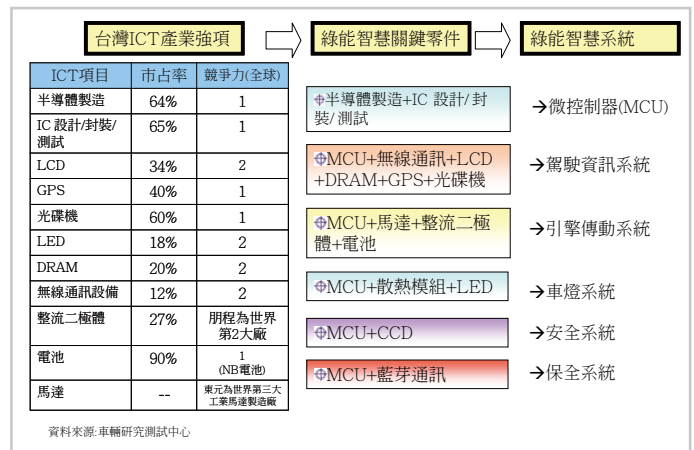 台灣ICT產業強項
綠能智慧關鍵零件
綠能智慧系統
ICT項目 市占率 競爭力(全球)
半導體製造 64% 1
IC 設計/封裝/
測試 65% 1
LCD 34% 2
GPS 40% 1
光碟機 60% 1
LED 18% 2
DRAM 20% 2
無線通訊設備 12% 2
整流二極體 27% 朋程為世界
第2大廠
電池 90% 1
(NB電池)
馬達 -- 東元為世界第三大
工業馬達製造廠
半導體製造+IC 設計/封
裝/測試
→微控制器(MCU)
MCU+無線通訊+LCD
+DRAM+GPS+光碟機
→駕駛資訊系統
MCU+馬達+整流二極
體+電池
→引擎傳動系統
MCU+散熱模組+LED
→車燈系統
MCU+CCD
→安全系統
MCU+藍芽通訊
→保全系統
資料來源:車輛研究測試中心